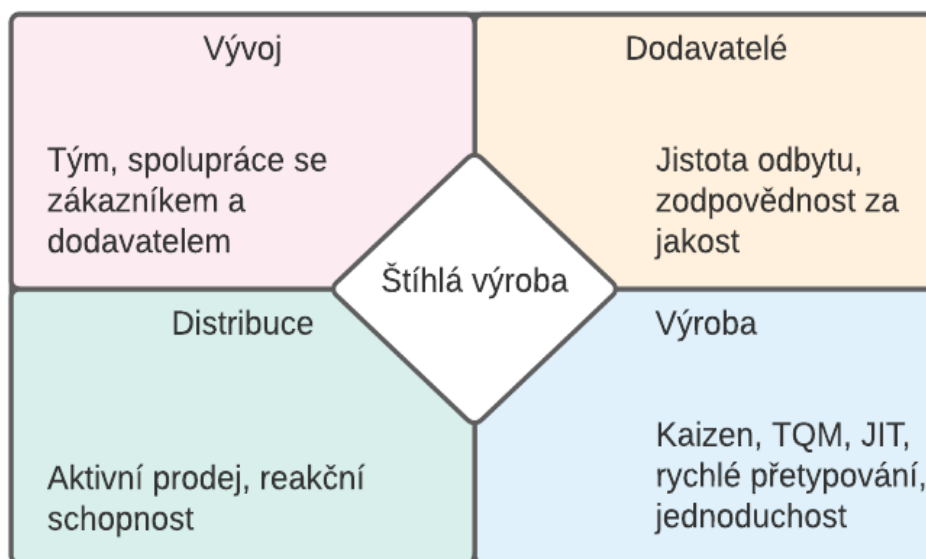 Vývoj
Tým, spolupráce se
zákazníkem a
dodavatelem
Dodavatelé
Jistota odbytu,
zodpovědnost za
jakost
Štíhlá výroba
Distribuce
Aktivní prodej, reakční
schopnost
Výroba
Kaizen, TQM, JIT,
rychlé přetypování,
jednoduchost